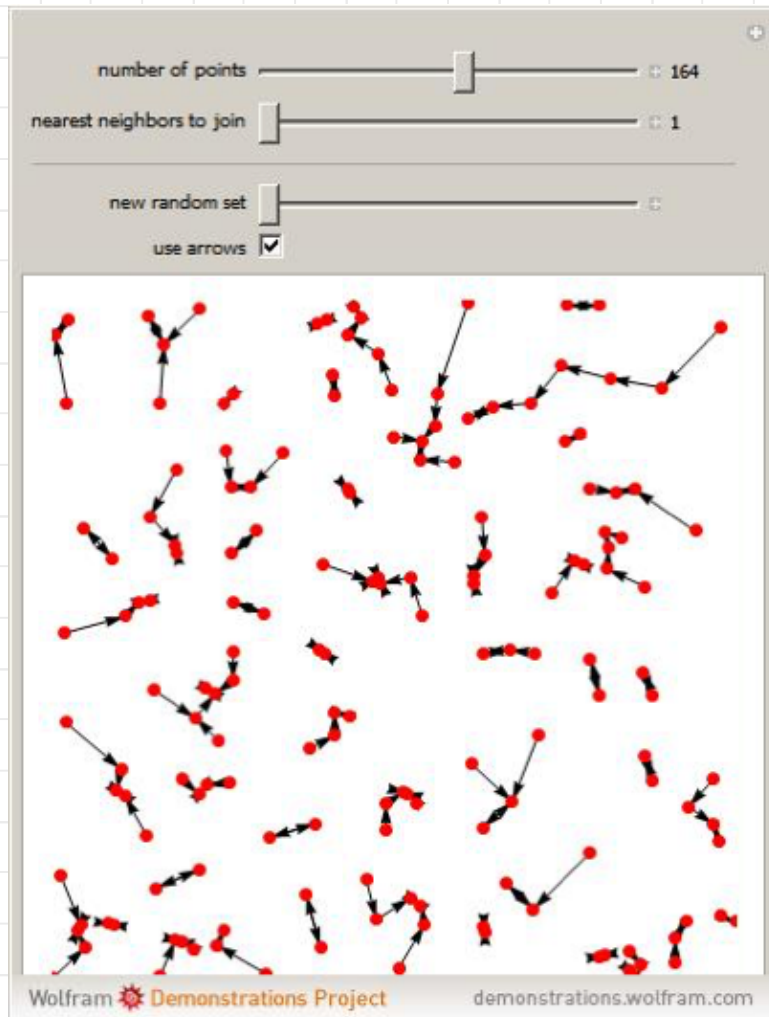 number of points 164
nearest neighbors to join 1
new random set
use arrows
Wolfram Demonstrations Project demonstrations.wolfram.com